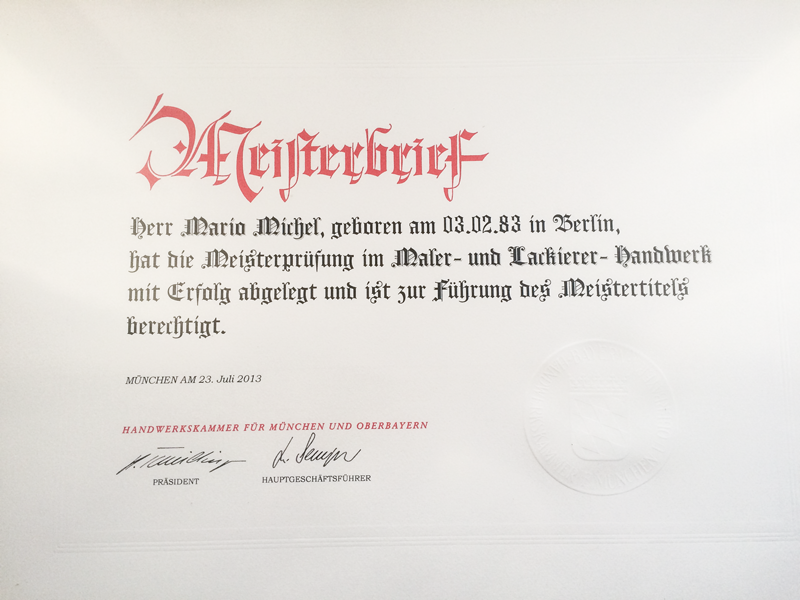 Meisterbrief
Herr Mario Michel, geboren am 03.02.83 in Berlin,
hat die Meisterprüfung im Maler- und Lackierer-Handwerk
mit Erfolg abgelegt und ist zur Führung des Meistertitels
berechtigt.
MÜNCHEN AM 23. Juli 2013
HANDWERKSKAMMER FÜR MÜNCHEN UND OBERBAYERN
PRÄSIDENT HAUPTGESCHÄFTSFÜHRER